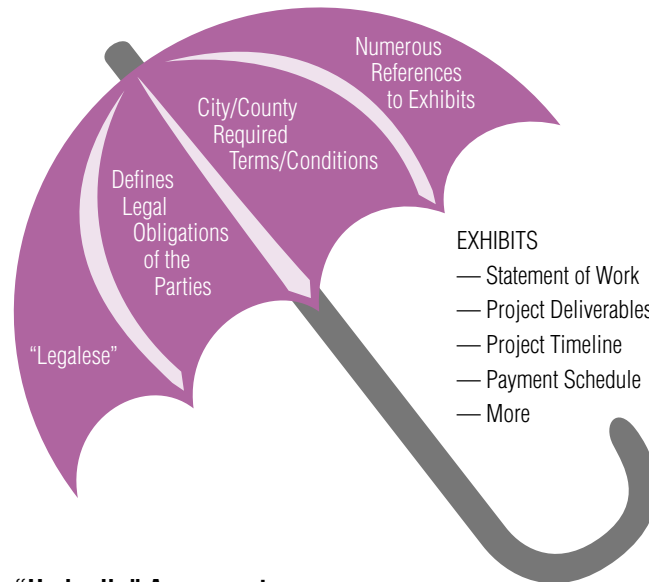 Numerous
References
to Exhibits
City/County
Required
Terms/Conditions
Defines
Legal
Obligations
of the
Parties
“Legalese”
EXHIBITS
— Statement of Work
— Project Deliverables
— Project Timeline
— Payment Schedule
— More